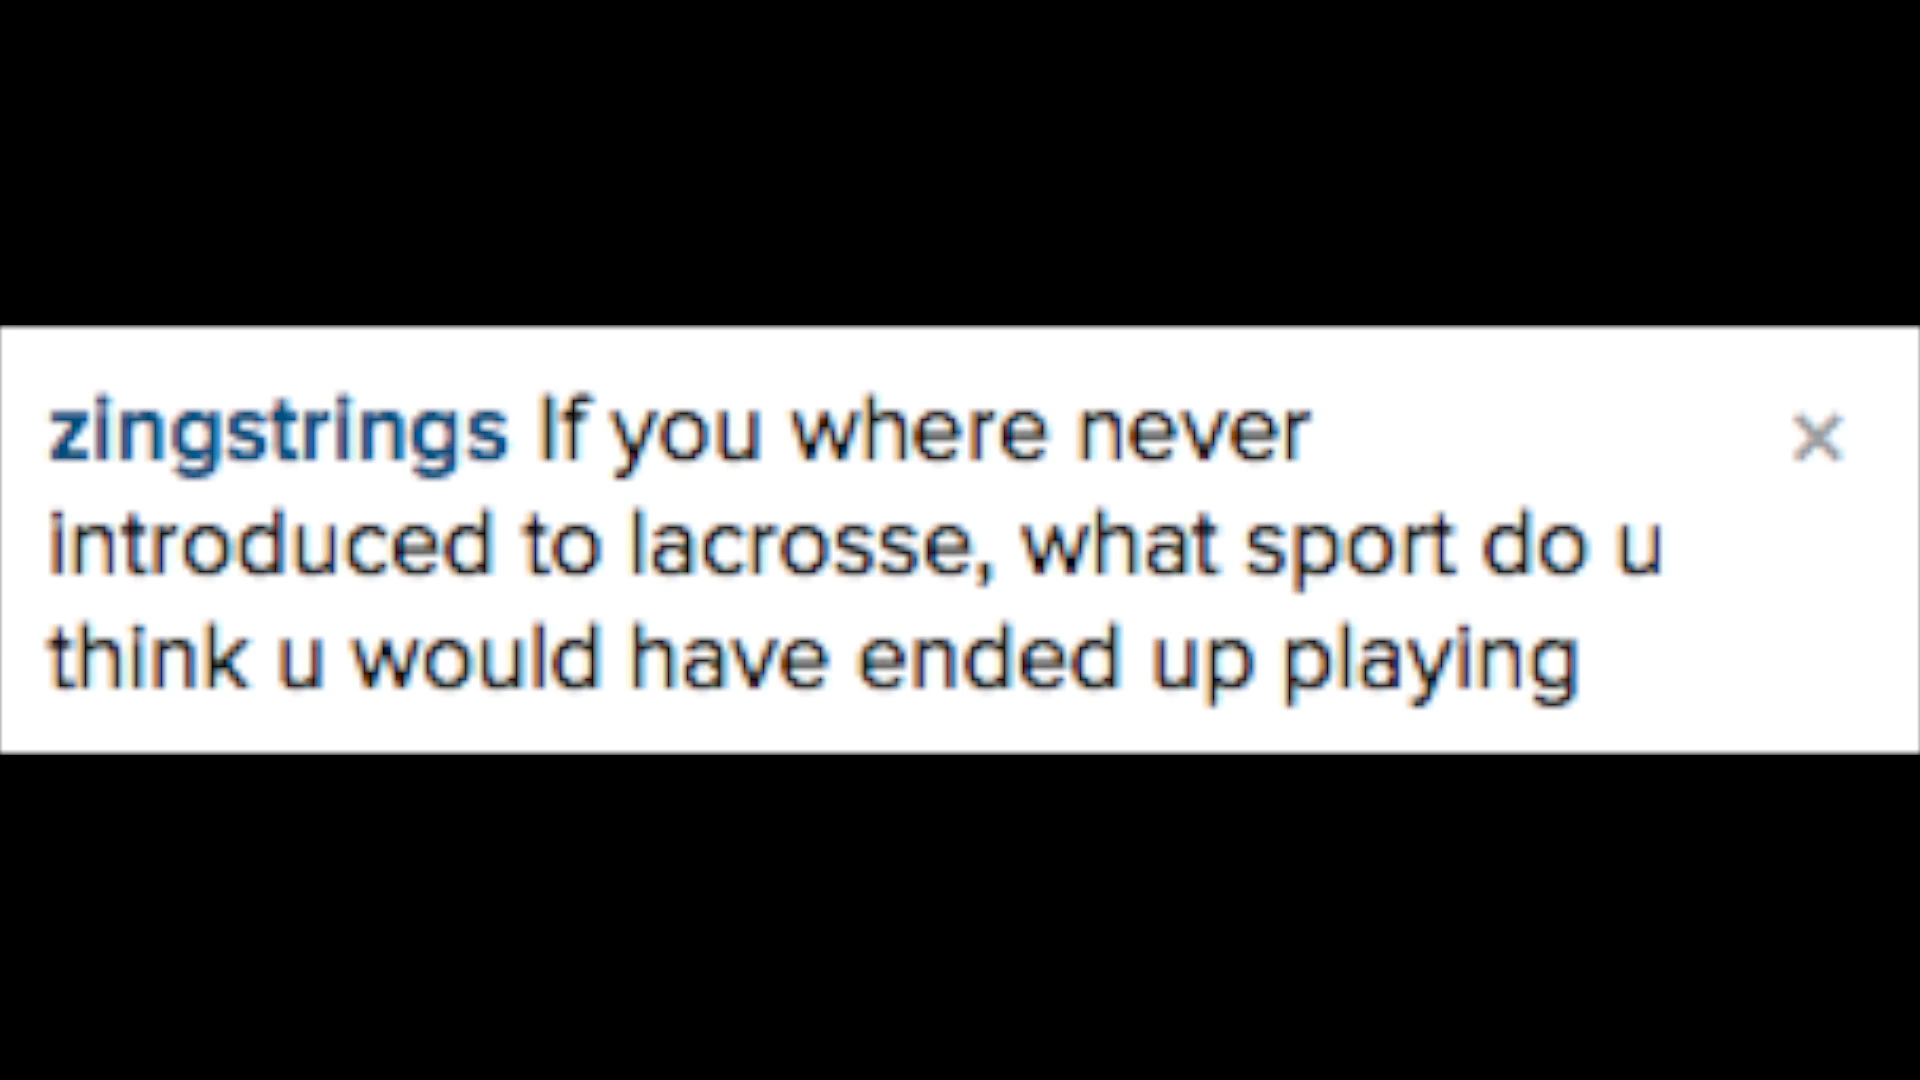 zingstrings If you where never
introduced to lacrosse, what sport do u
think u would have ended up playing